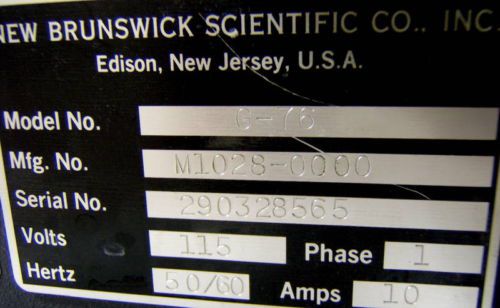 NEW BRUNSWICK SCIENTIFIC CO., INC.
Edison, New Jersey, U.S.A.
Model No. G-76
Mfg. No. M1028-0000
Serial No. 290328565
Volts 115 Phase 1
Hertz 50/60 Amps 10